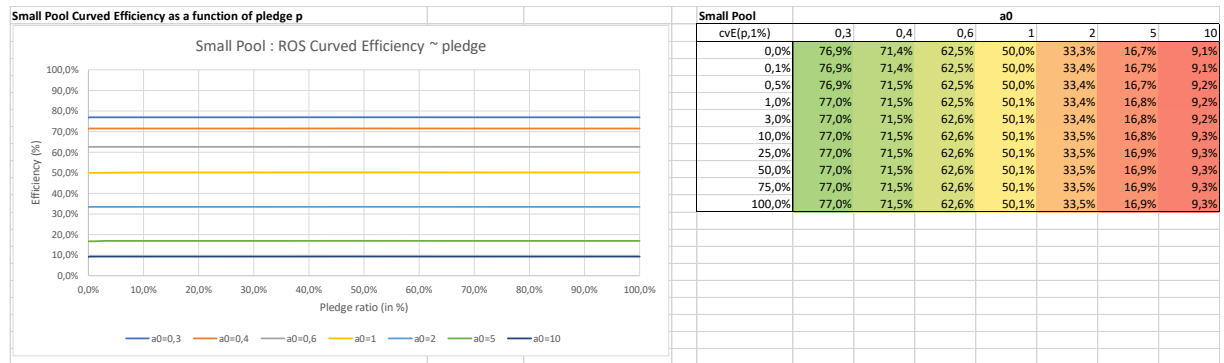 Small Pool Curved Efficiency as a function of pledge p
Small Pool : ROS Curved Efficiency ~ pledge
Efficiency (%)
100,0%
90,0%
80,0%
70,0%
60,0%
50,0%
40,0%
30,0%
20,0%
10,0%
0,0%
0,0% 10,0% 20,0% 30,0% 40,0% 50,0% 60,0% 70,0% 80,0% 90,0% 100,0%
Pledge ratio (in %)
a0=0,3 a0=0,4 a0=0,6 a0=1 a0=2 a0=5 a0=10
Small Pool a0
cvE(p,1%) 0,3 0,4 0,6 1 2 5 10
0,0% 76,9% 71,4% 62,5% 50,0% 33,3% 16,7% 9,1%
0,1% 76,9% 71,4% 62,5% 50,0% 33,4% 16,7% 9,1%
0,5% 76,9% 71,5% 62,5% 50,0% 33,4% 16,7% 9,2%
1,0% 77,0% 71,5% 62,5% 50,1% 33,4% 16,8% 9,2%
3,0% 77,0% 71,5% 62,6% 50,1% 33,4% 16,8% 9,2%
10,0% 77,0% 71,5% 62,6% 50,1% 33,5% 16,8% 9,3%
25,0% 77,0% 71,5% 62,6% 50,1% 33,5% 16,9% 9,3%
50,0% 77,0% 71,5% 62,6% 50,1% 33,5% 16,9% 9,3%
75,0% 77,0% 71,5% 62,6% 50,1% 33,5% 16,9% 9,3%
100,0% 77,0% 71,5% 62,6% 50,1% 33,5% 16,9% 9,3%